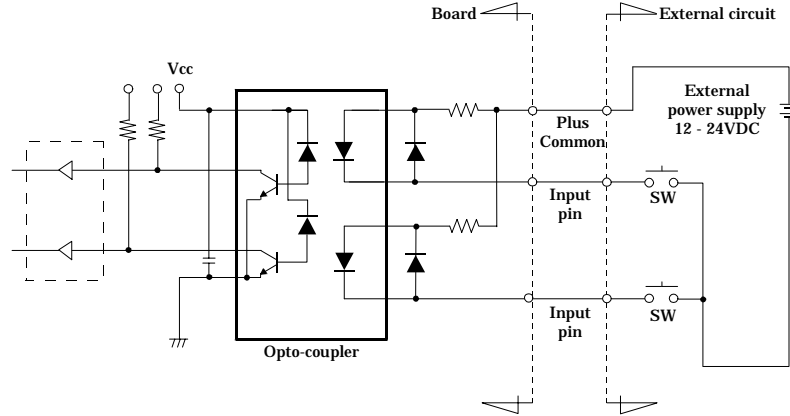 Board
External circuit
Vcc
External
power supply
12 - 24VDC
Plus
Common
Input
pin
SW
Input
pin
SW
Opto-coupler